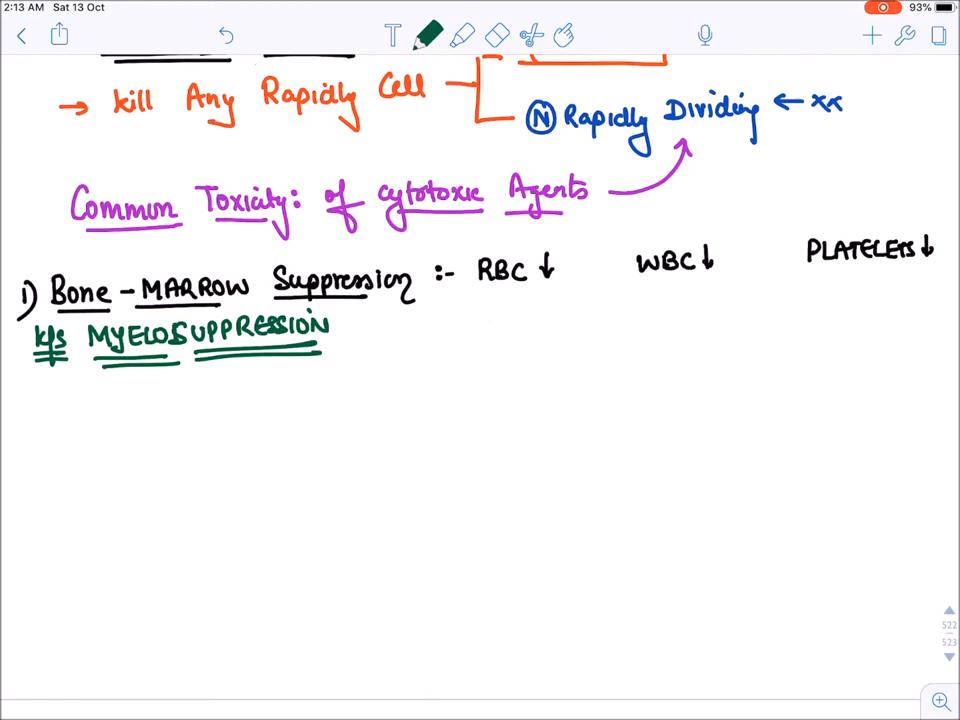 2:13 AM Sat 13 Oct 93%
→ kill Any Rapidly Cell
Ⓝ Rapidly Dividing ← xx
Common Toxicity: of cytotoxic Agents
1) Bone - MARROW Suppression :- RBC ↓ WBC ↓ PLATELETS ↓
k/s MYELOSUPPRESSION
522
523